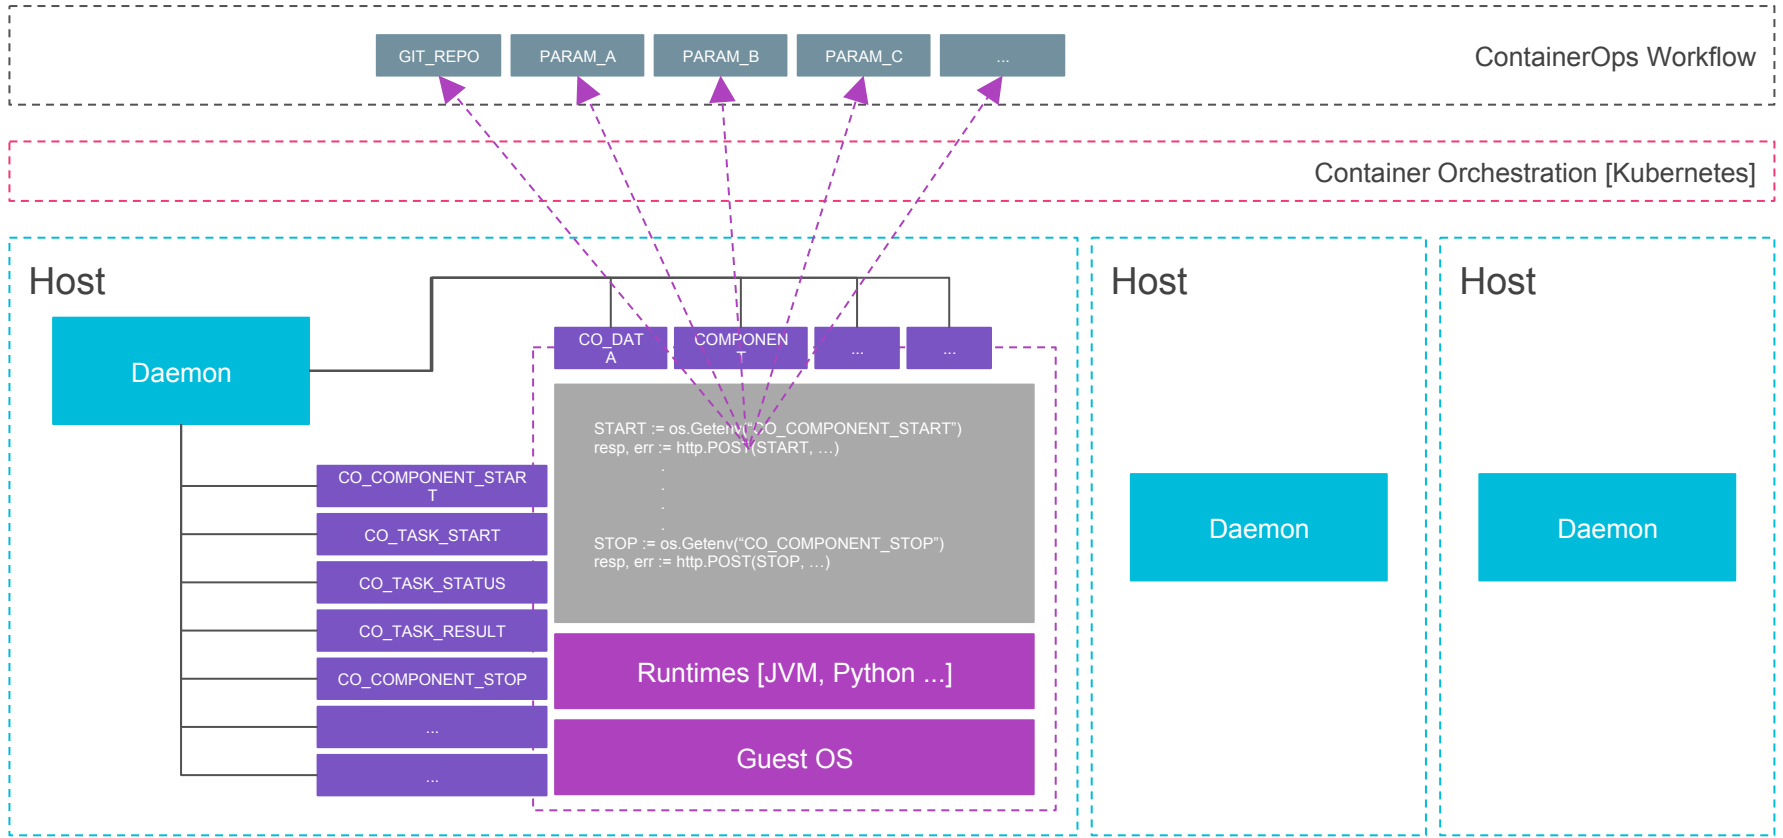 GIT_REPO
PARAM_A
PARAM_B
PARAM_C
...
ContainerOps Workflow
Container Orchestration [Kubernetes]
Host
Daemon
CO_DAT
A
COMPONEN
T
...
...
START := os.Getenv(“CO_COMPONENT_START”)
resp, err := http.POST(START, …)
.
.
.
.
STOP := os.Getenv(“CO_COMPONENT_STOP”)
resp, err := http.POST(STOP, …)
CO_COMPONENT_STAR
T
CO_TASK_START
CO_TASK_STATUS
CO_TASK_RESULT
CO_COMPONENT_STOP
...
...
Runtimes [JVM, Python ...]
Guest OS
Host
Daemon
Host
Daemon